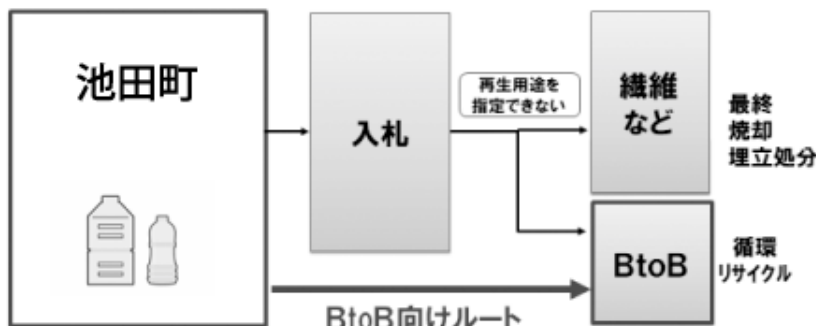 池田町
入札
再生用途を
指定できない
繊維
など
最終
焼却
埋立処分
BtoB
循環
リサイクル
BtoB向けルート